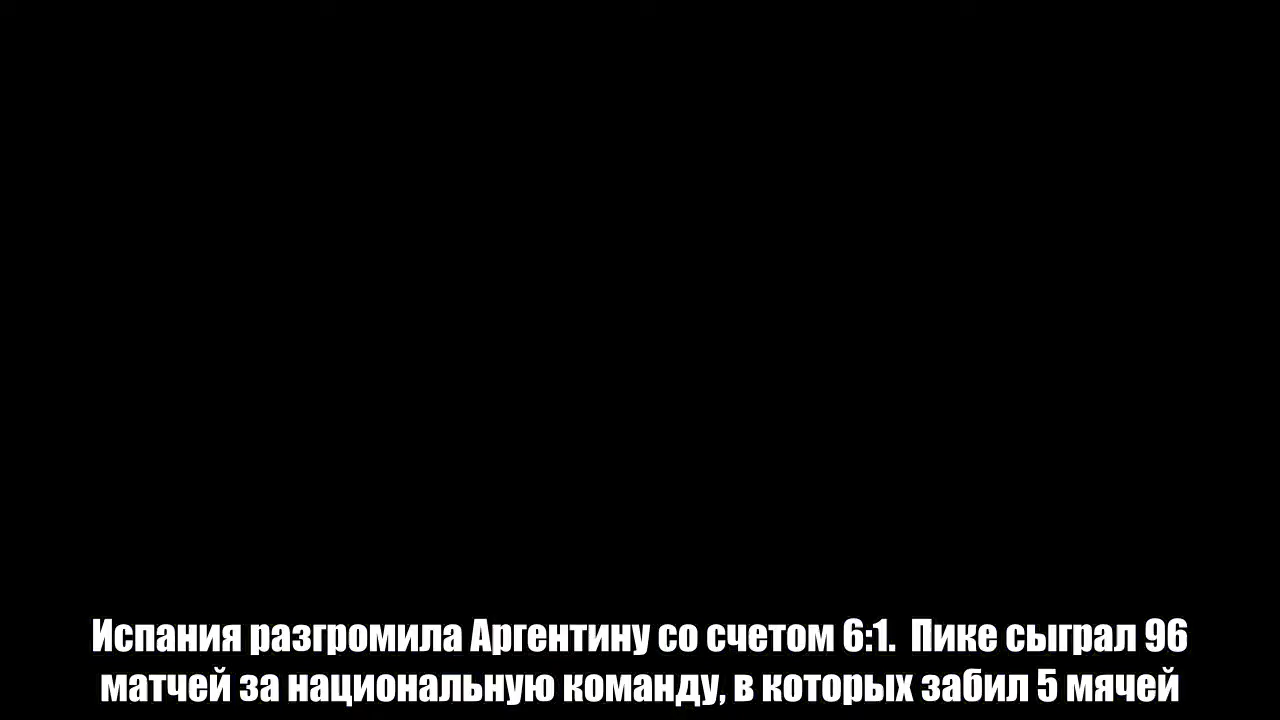 Испания разгромила Аргентину со счетом 6:1. Пике сыграл 96
матчей за национальную команду, в которых забил 5 мячей